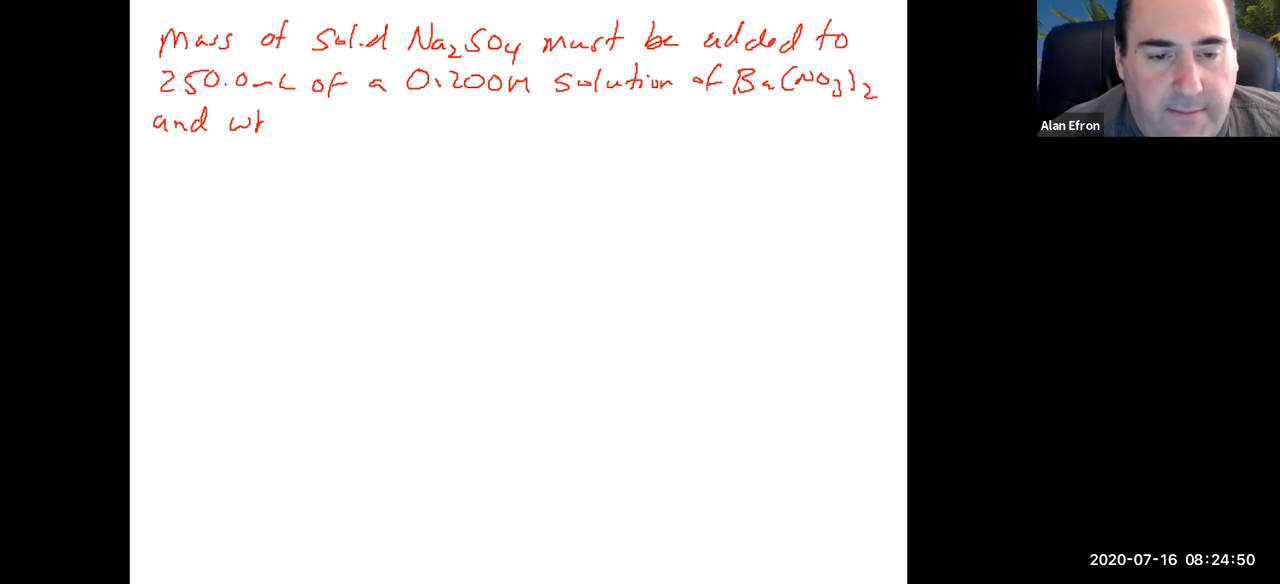 Mass of solid Na₂SO₄ must be added to
250.0mL of a 0.200M solution of Ba(NO₃)₂
and wh
Alan Efron
2020-07-16 08:24:50